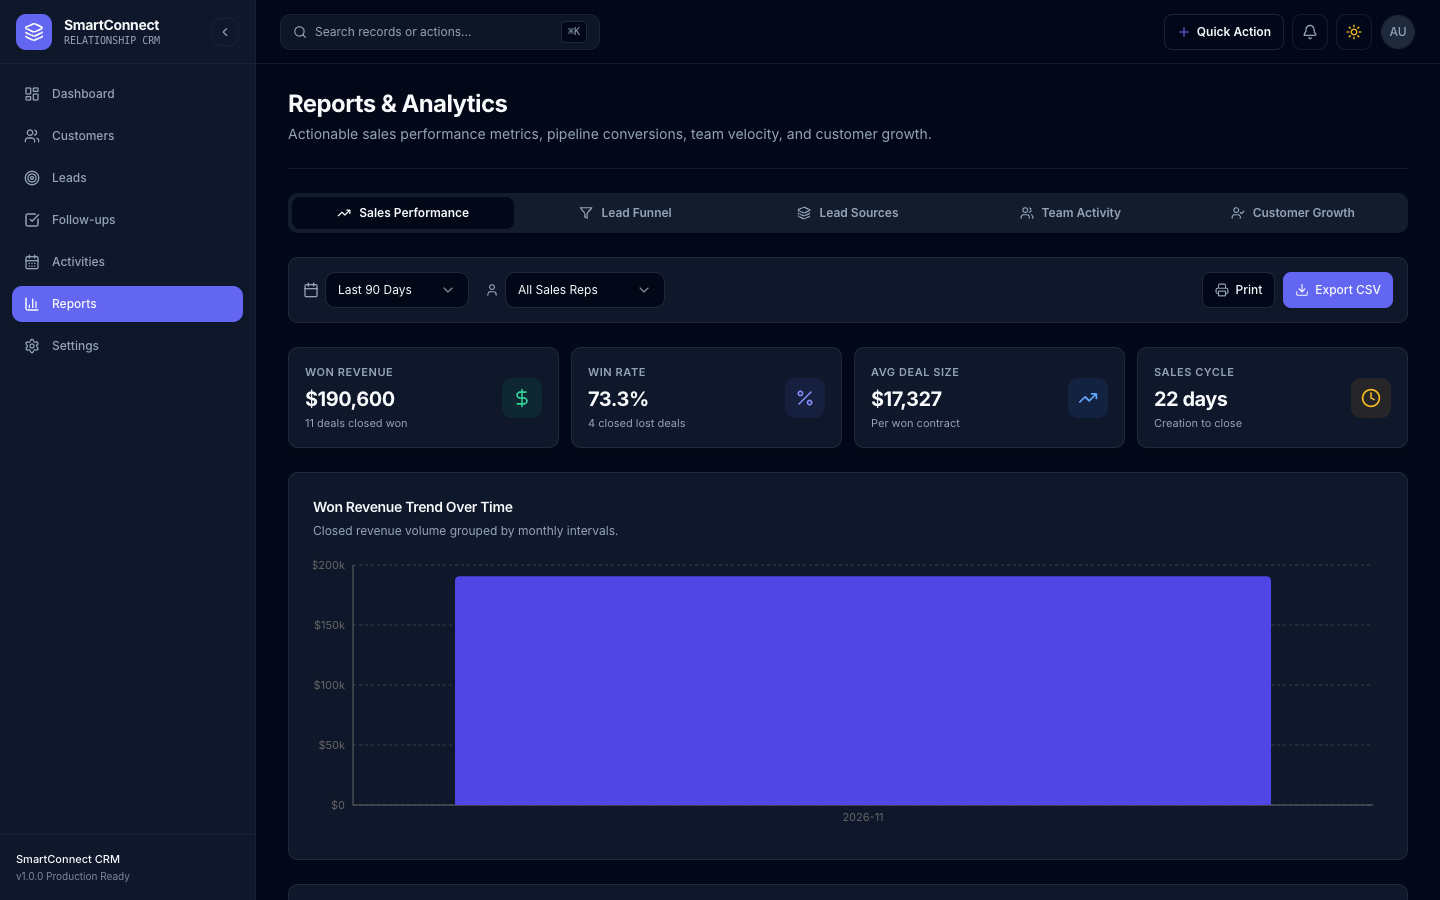 SmartConnect
RELATIONSHIP CRM
Search records or actions...
⌘K
Quick Action
AU
Dashboard
Customers
Leads
Follow-ups
Activities
Reports
Settings
SmartConnect CRM
v1.0.0 Production Ready
Reports & Analytics
Actionable sales performance metrics, pipeline conversions, team velocity, and customer growth.
Sales Performance
Lead Funnel
Lead Sources
Team Activity
Customer Growth
Last 90 Days
All Sales Reps
Print
Export CSV
WON REVENUE
$190,600
11 deals closed won
WIN RATE
73.3%
4 closed lost deals
AVG DEAL SIZE
$17,327
Per won contract
SALES CYCLE
22 days
Creation to close
Won Revenue Trend Over Time
Closed revenue volume grouped by monthly intervals.
$200k
$150k
$100k
$50k
$0
2026-11